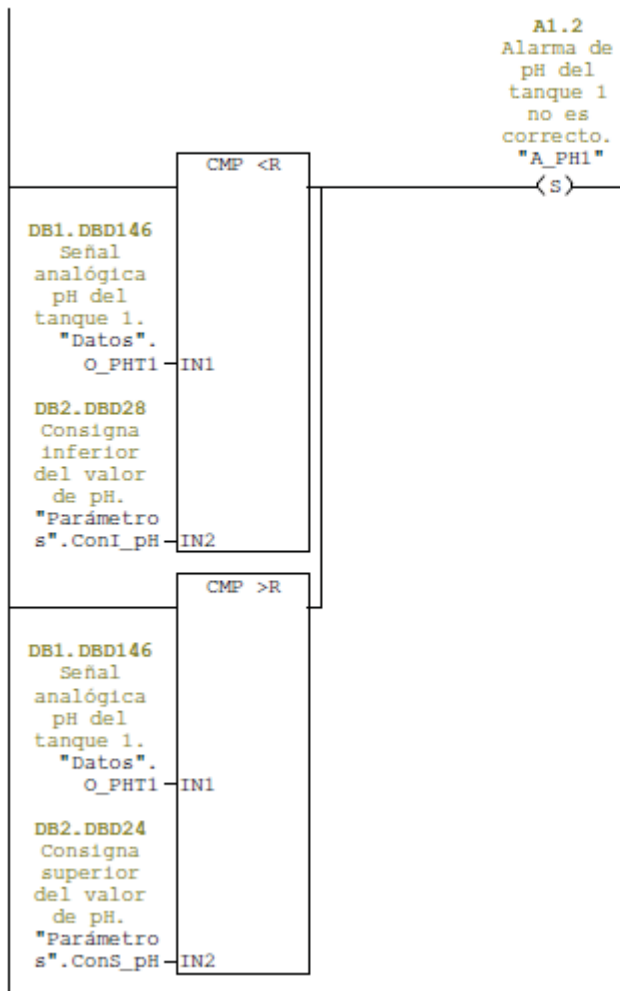 A1.2
Alarma de
pH del
tanque 1
no es
correcto.
"A_PH1"
(S)
CMP <R
DB1.DBD146
Señal
analógica
pH del
tanque 1.
"Datos".
O_PHT1
IN1
DB2.DBD28
Consigna
inferior
del valor
de pH.
"Parámetro
s".ConI_pH
IN2
CMP >R
DB1.DBD146
Señal
analógica
pH del
tanque 1.
"Datos".
O_PHT1
IN1
DB2.DBD24
Consigna
superior
del valor
de pH.
"Parámetro
s".ConS_pH
IN2